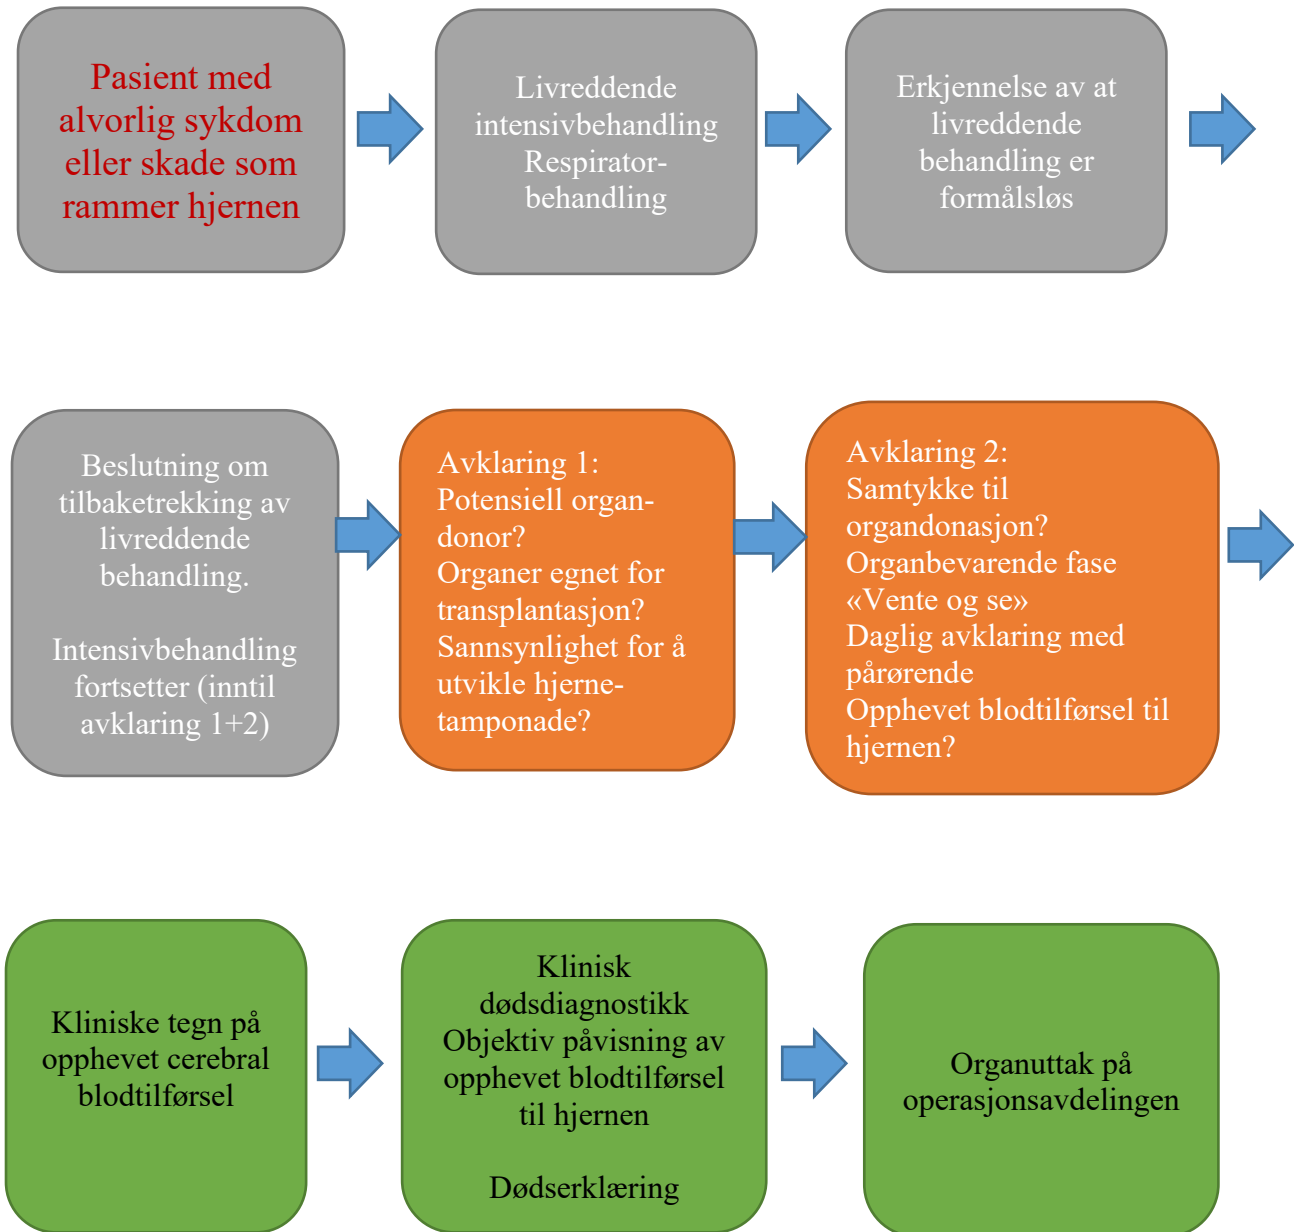 Pasient med
alvorlig sykdom
eller skade som
rammer hjernen
Livreddende
intensivbehandling
Respirator-
behandling
Erkjennelse av at
livreddende
behandling er
formålsløs
Beslutning om
tilbaketrekking av
livreddende
behandling.
Intensivbehandling
fortsetter (inntil
avklaring 1+2)
Avklaring 1:
Potensiell organ-
donor?
Organer egnet for
transplantasjon?
Sannsynlighet for å
utvikle hjerne-
tamponade?
Avklaring 2:
Samtykke til
organdonasjon?
Organbevarende fase
«Vente og se»
Daglig avklaring med
pårørende
Opphevet blodtilførsel til
hjernen?
Kliniske tegn på
opphevet cerebral
blodtilførsel
Klinisk
dødsdiagnostikk
Objektiv påvisning av
opphevet blodtilførsel
til hjernen
Dødserklæring
Organuttak på
operasjonsavdelingen